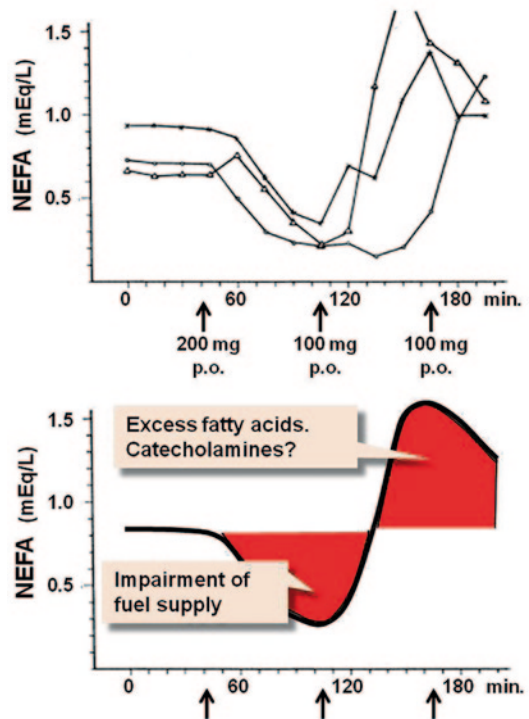 1.5
1.0
0.5
NEFA (mEq/L)
0 60 120 180 min.
200 mg 100 mg 100 mg
p.o. p.o. p.o.
1.5
1.0
0.5
NEFA (mEq/L)
Excess fatty acids.
Catecholamines?
Impairment of
fuel supply
0 60 120 180